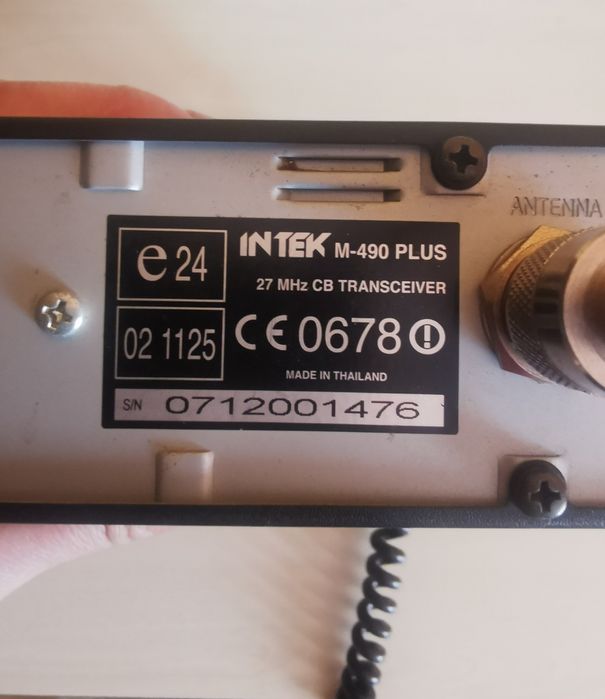 ANTENNA
e 24
INTEK M-490 PLUS
27 MHz CB TRANSCEIVER
02 1125
CE 0678
MADE IN THAILAND
S/N 0712001476